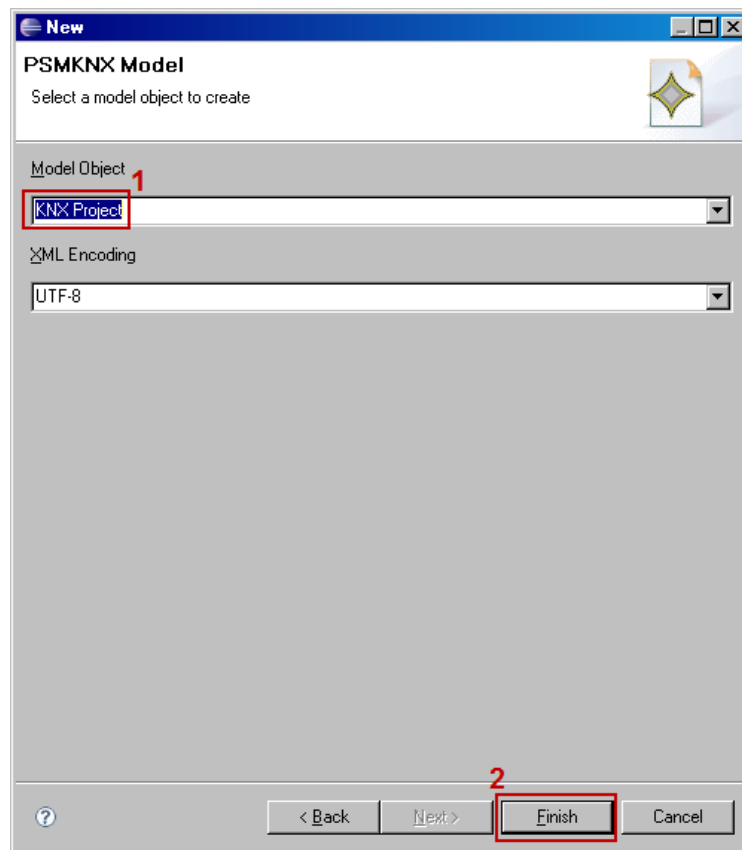 New
PSMKNX Model
Select a model object to create
Model Object
1
KNX Project
XML Encoding
UTF-8
2
? < Back Next > Finish Cancel